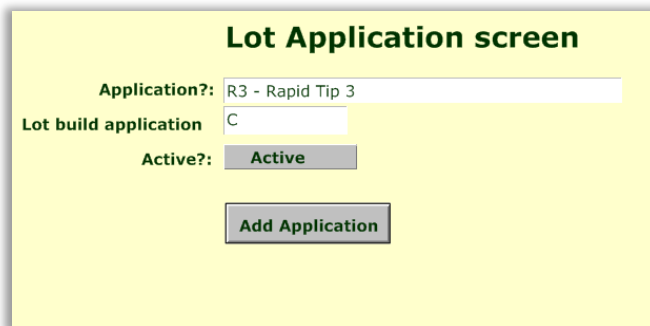 Lot Application screen
Application?: R3 - Rapid Tip 3
Lot build application C
Active?: Active
Add Application